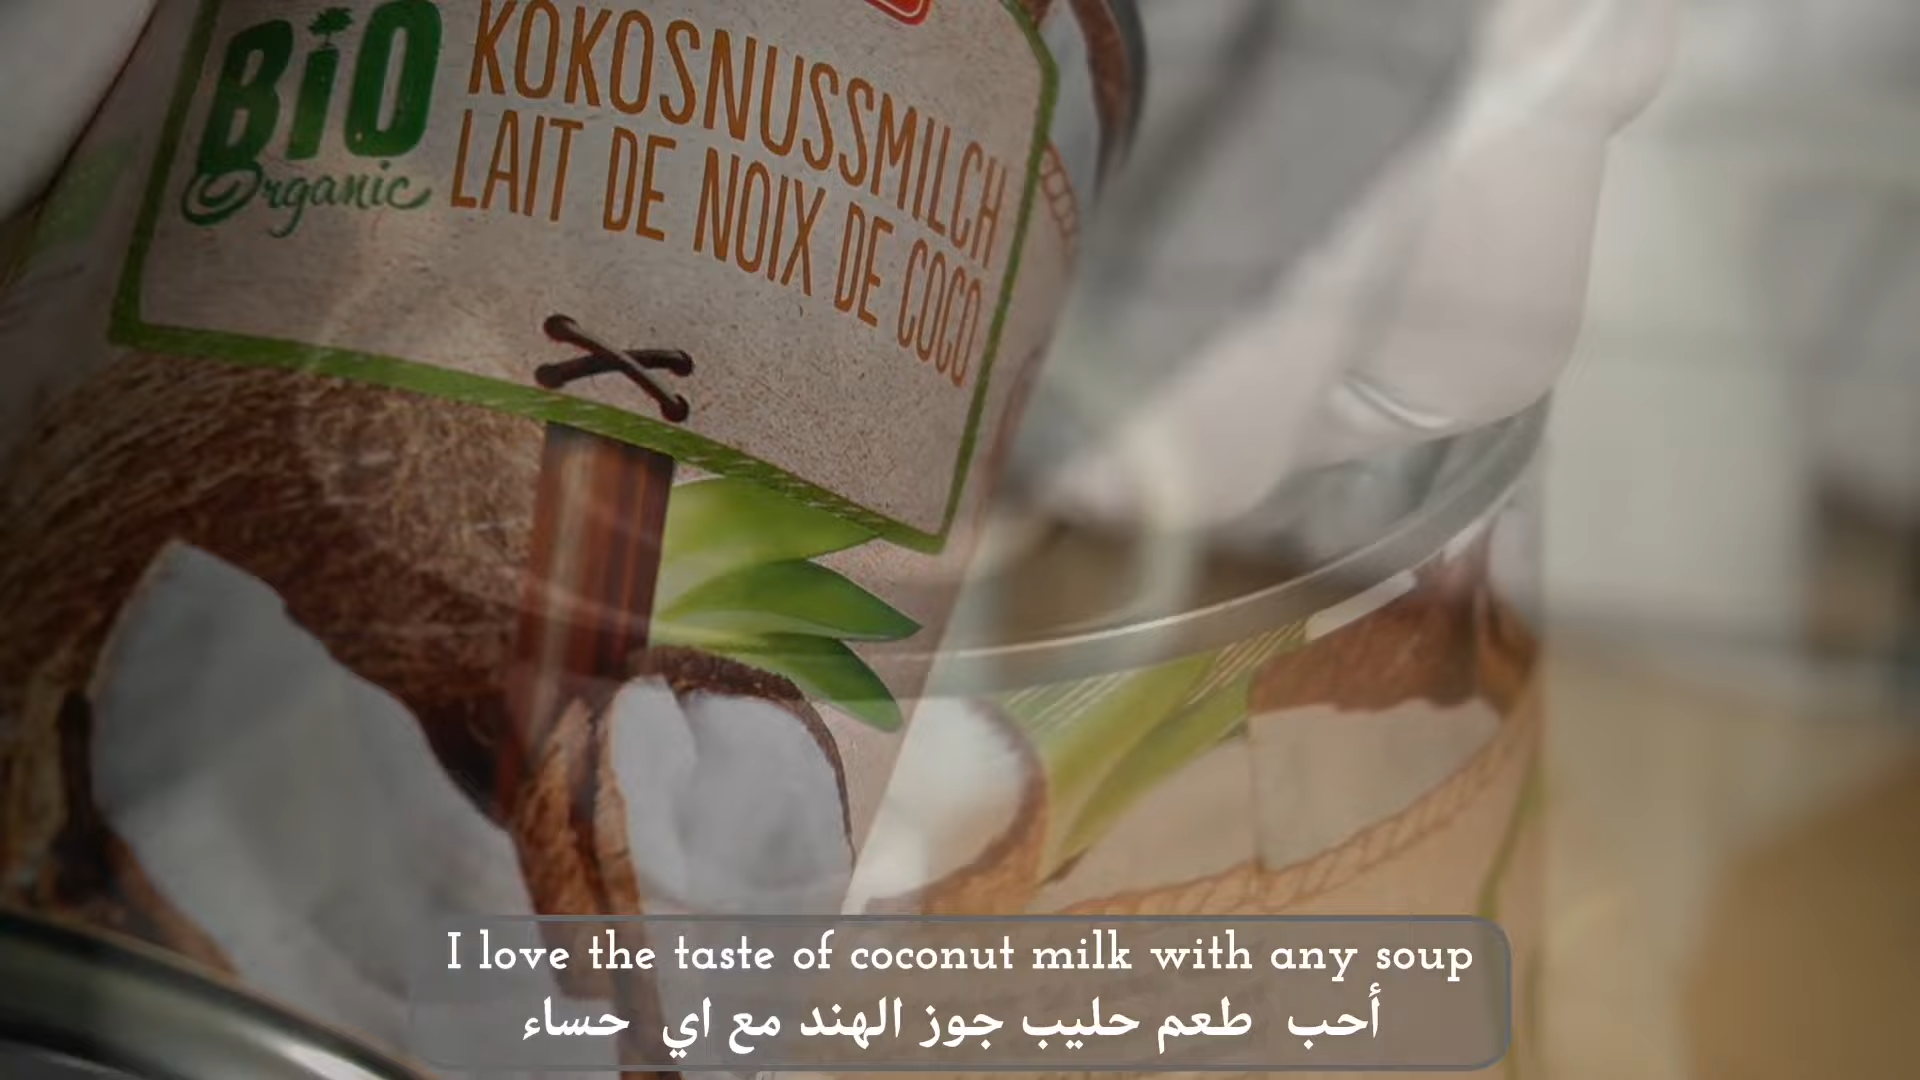 BiO
Organic
KOKOSNUSSMILCH
LAIT DE NOIX DE COCO
I love the taste of coconut milk with any soup
أحب طعم حليب جوز الهند مع اي حساء